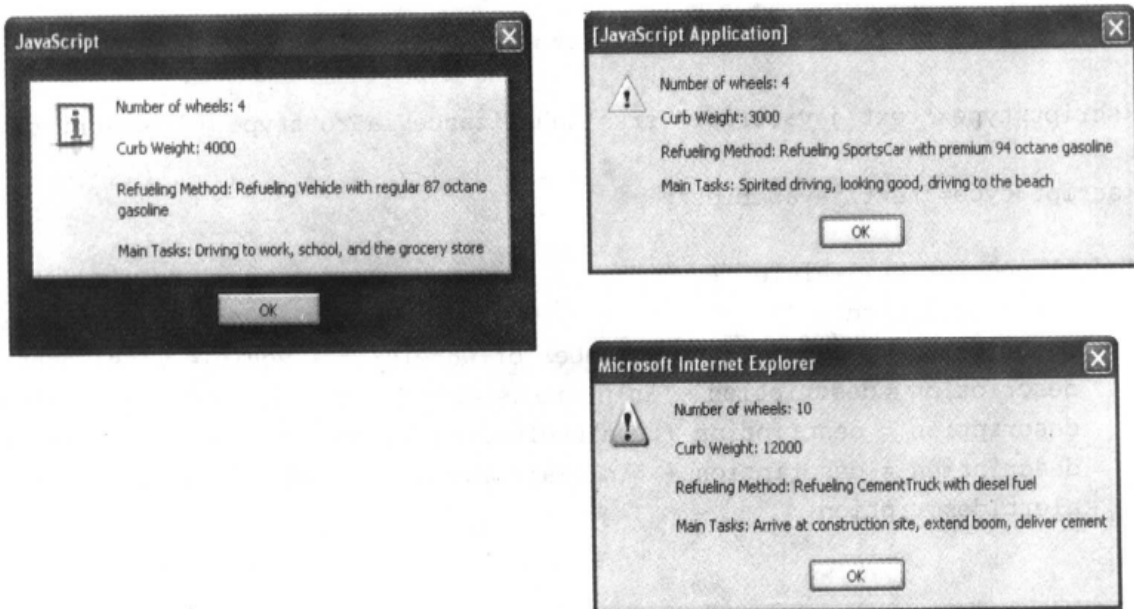 JavaScript
Number of wheels: 4
Curb Weight: 4000
Refueling Method: Refueling Vehicle with regular 87 octane
gasoline
Main Tasks: Driving to work, school, and the grocery store
OK
[JavaScript Application]
Number of wheels: 4
Curb Weight: 3000
Refueling Method: Refueling SportsCar with premium 94 octane gasoline
Main Tasks: Spirited driving, looking good, driving to the beach
OK
Microsoft Internet Explorer
Number of wheels: 10
Curb Weight: 12000
Refueling Method: Refueling CementTruck with diesel fuel
Main Tasks: Arrive at construction site, extend boom, deliver cement
OK